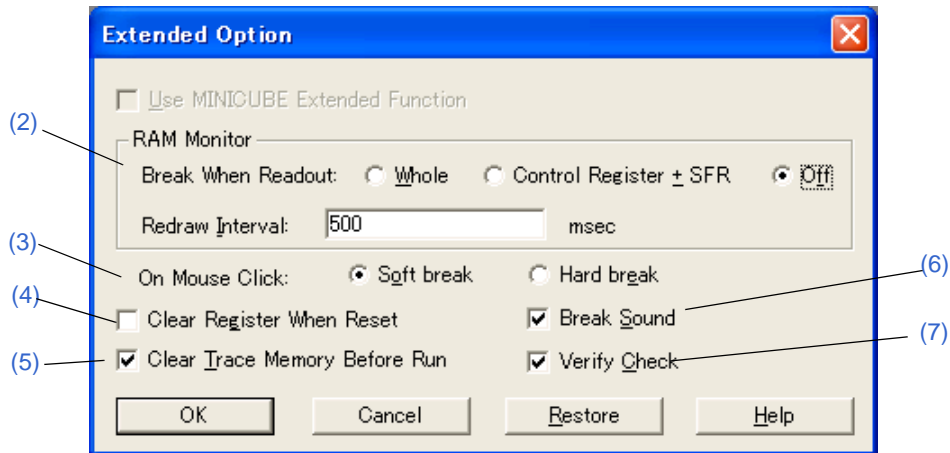 Extended Option
Use MINICUBE Extended Function
(2)
RAM Monitor
Break When Readout: Whole Control Register + SFR Off
Redraw Interval: 500 msec
(3)
On Mouse Click: Soft break Hard break
(6)
(4)
Clear Register When Reset Break Sound
(7)
(5)
Clear Trace Memory Before Run Verify Check
OK Cancel Restore Help